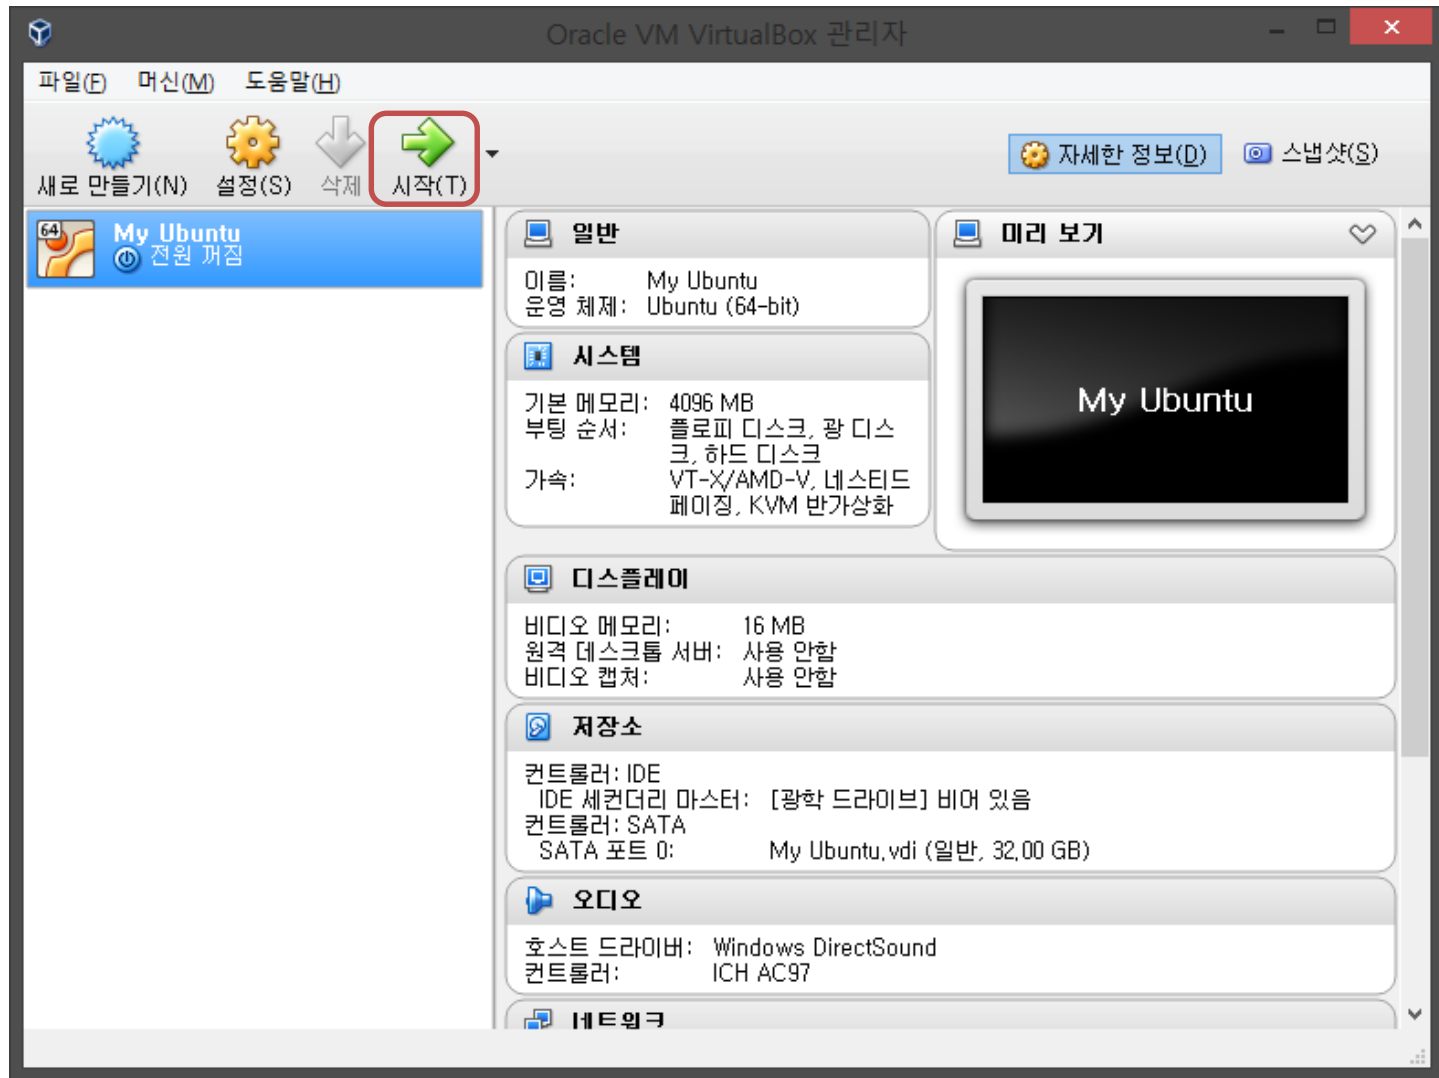 Oracle VM VirtualBox 관리자
파일(F) 머신(M) 도움말(H)
새로 만들기(N) 설정(S) 삭제 시작(T) 자세한 정보(D) 스냅샷(S)
64 My Ubuntu
전원 꺼짐
일반
이름: My Ubuntu
운영 체제: Ubuntu (64-bit)
시스템
기본 메모리: 4096 MB
부팅 순서: 플로피 디스크, 광 디스
크, 하드 디스크
가속: VT-X/AMD-V, 네스티드
페이징, KVM 반가상화
미리 보기
My Ubuntu
디스플레이
비디오 메모리: 16 MB
원격 데스크톱 서버: 사용 안함
비디오 캡처: 사용 안함
저장소
컨트롤러: IDE
IDE 세컨더리 마스터: [광학 드라이브] 비어 있음
컨트롤러: SATA
SATA 포트 0: My Ubuntu.vdi (일반, 32.00 GB)
오디오
호스트 드라이버: Windows DirectSound
컨트롤러: ICH AC97
네트워크